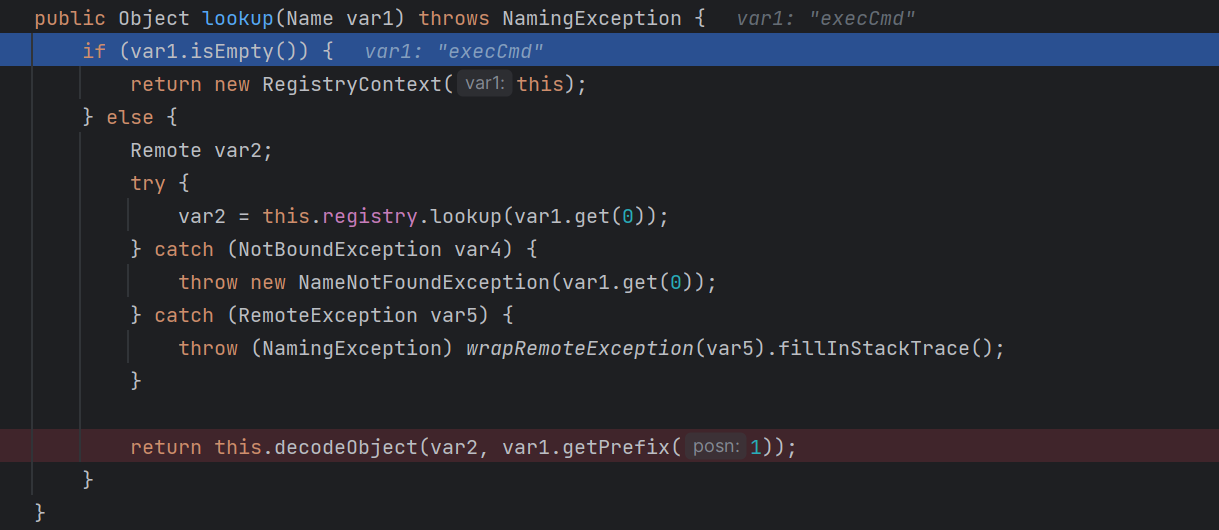 public Object lookup(Name var1) throws NamingException {   var1: "execCmd"
    if (var1.isEmpty()) {   var1: "execCmd"
        return new RegistryContext( var1: this);
    } else {
        Remote var2;
        try {
            var2 = this.registry.lookup(var1.get(0));
        } catch (NotBoundException var4) {
            throw new NameNotFoundException(var1.get(0));
        } catch (RemoteException var5) {
            throw (NamingException) wrapRemoteException(var5).fillInStackTrace();
        }
        return this.decodeObject(var2, var1.getPrefix( posn: 1));
    }
}